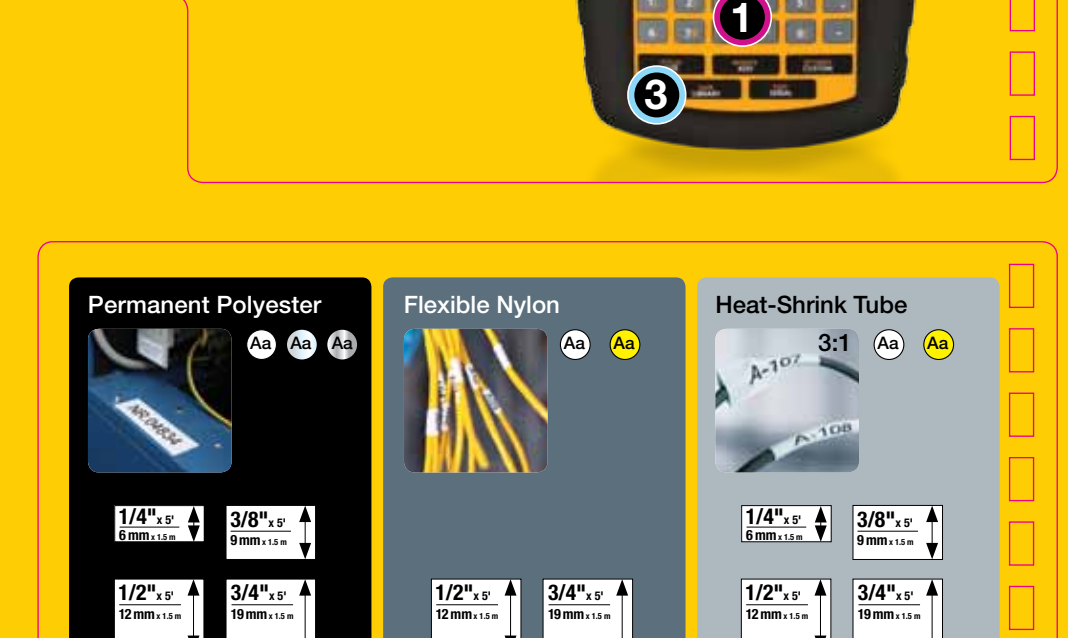 1
3
CUSTOM
LIBRARY
SERIAL
Permanent Polyester
Aa Aa Aa
NR.04834
1/4" x 5'
6 mm x 1.5 m
3/8" x 5'
9 mm x 1.5 m
1/2" x 5'
12 mm x 1.5 m
3/4" x 5'
19 mm x 1.5 m
Flexible Nylon
Aa Aa
1/2" x 5'
12 mm x 1.5 m
3/4" x 5'
19 mm x 1.5 m
Heat-Shrink Tube
3:1
Aa Aa
A-107
A-108
1/4" x 5'
6 mm x 1.5 m
3/8" x 5'
9 mm x 1.5 m
1/2" x 5'
12 mm x 1.5 m
3/4" x 5'
19 mm x 1.5 m